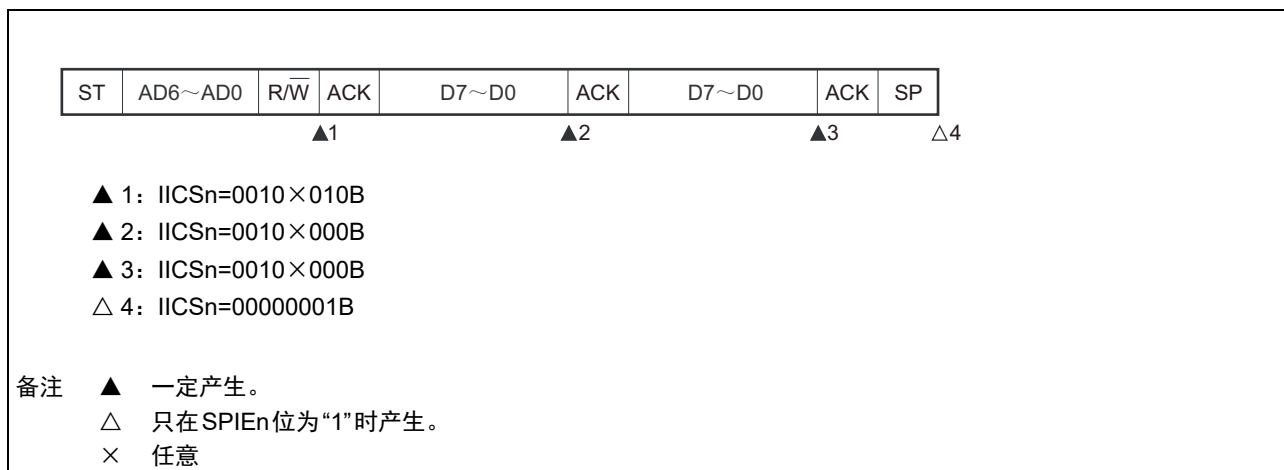 ST AD6～AD0 R/W ACK D7～D0 ACK D7～D0 ACK SP
▲1 ▲2 ▲3 △4
▲ 1：IICSn=0010×010B
▲ 2：IICSn=0010×000B
▲ 3：IICSn=0010×000B
△ 4：IICSn=00000001B
备注 ▲ 一定产生。
△ 只在SPIEn位为“1”时产生。
× 任意